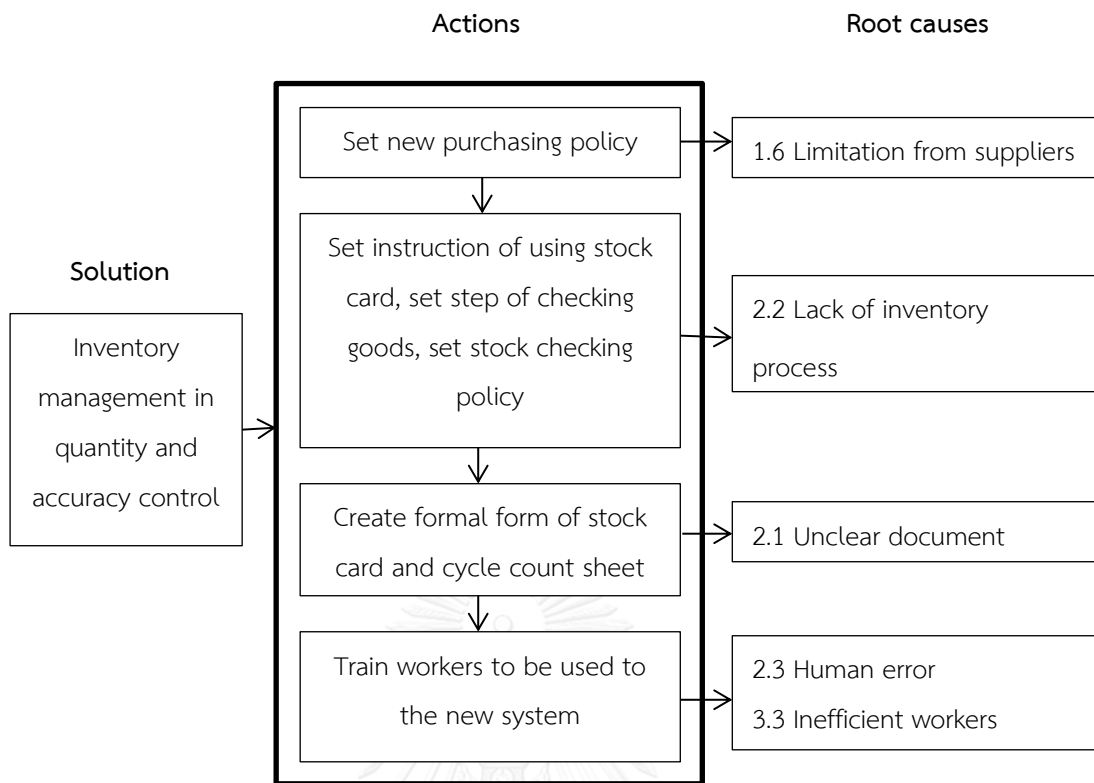 Actions
Root causes
Set new purchasing policy
1.6 Limitation from suppliers
Solution
Inventory
management in
quantity and
accuracy control
Set instruction of using stock
card, set step of checking
goods, set stock checking
policy
2.2 Lack of inventory
process
Create formal form of stock
card and cycle count sheet
2.1 Unclear document
Train workers to be used to
the new system
2.3 Human error
3.3 Inefficient workers